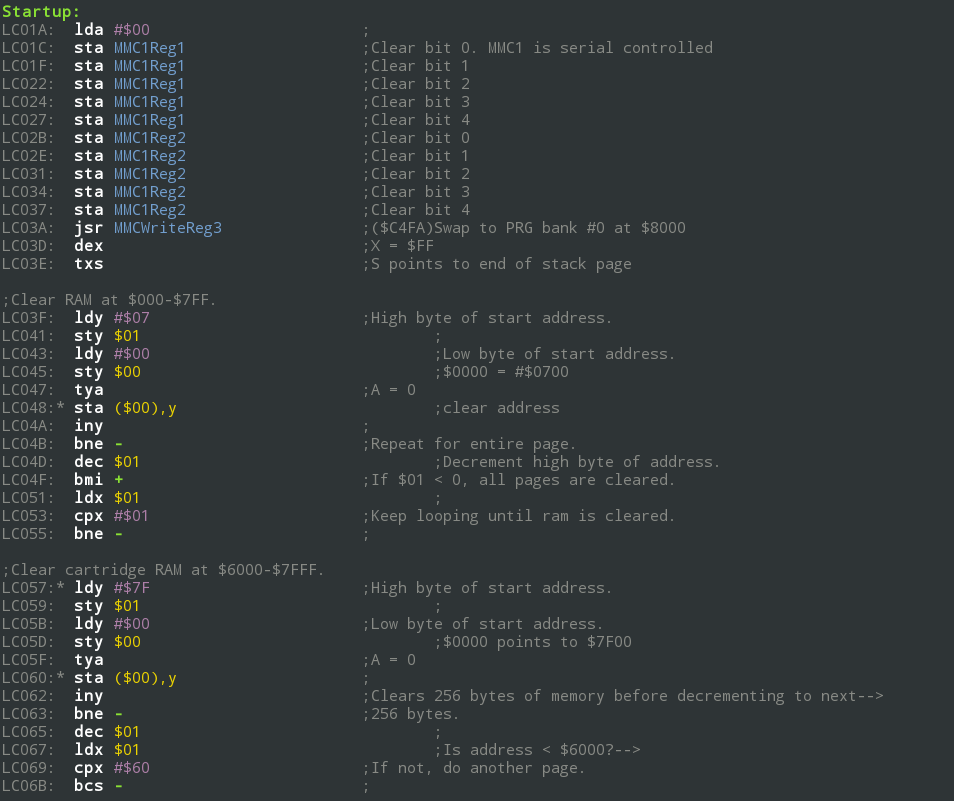 Startup:
LC01A:  lda #$00                        ;
LC01C:  sta MMC1Reg1                    ;Clear bit 0. MMC1 is serial controlled
LC01F:  sta MMC1Reg1                    ;Clear bit 1
LC022:  sta MMC1Reg1                    ;Clear bit 2
LC024:  sta MMC1Reg1                    ;Clear bit 3
LC027:  sta MMC1Reg1                    ;Clear bit 4
LC02B:  sta MMC1Reg2                    ;Clear bit 0
LC02E:  sta MMC1Reg2                    ;Clear bit 1
LC031:  sta MMC1Reg2                    ;Clear bit 2
LC034:  sta MMC1Reg2                    ;Clear bit 3
LC037:  sta MMC1Reg2                    ;Clear bit 4
LC03A:  jsr MMCWriteReg3                ;($C4FA)Swap to PRG bank #0 at $8000
LC03D:  dex                             ;X = $FF
LC03E:  txs                             ;S points to end of stack page

;Clear RAM at $000-$7FF.
LC03F:  ldy #$07                        ;High byte of start address.
LC041:  sty $01                                 ;
LC043:  ldy #$00                                ;Low byte of start address.
LC045:  sty $00                                 ;$0000 = #$0700
LC047:  tya                             ;A = 0
LC048:* sta ($00),y                             ;clear address
LC04A:  iny                             ;
LC04B:  bne -                           ;Repeat for entire page.
LC04D:  dec $01                                 ;Decrement high byte of address.
LC04F:  bmi +                           ;If $01 < 0, all pages are cleared.
LC051:  ldx $01                                 ;
LC053:  cpx #$01                        ;Keep looping until ram is cleared.
LC055:  bne -                           ;

;Clear cartridge RAM at $6000-$7FFF.
LC057:* ldy #$7F                        ;High byte of start address.
LC059:  sty $01                                 ;
LC05B:  ldy #$00                        ;Low byte of start address.
LC05D:  sty $00                                 ;$0000 points to $7F00
LC05F:  tya                             ;A = 0
LC060:* sta ($00),y                     ;
LC062:  iny                             ;Clears 256 bytes of memory before decrementing to next-->
LC063:  bne -                           ;256 bytes.
LC065:  dec $01                                 ;
LC067:  ldx $01                                 ;Is address < $6000?-->
LC069:  cpx #$60                        ;If not, do another page.
LC06B:  bcs -                           ;